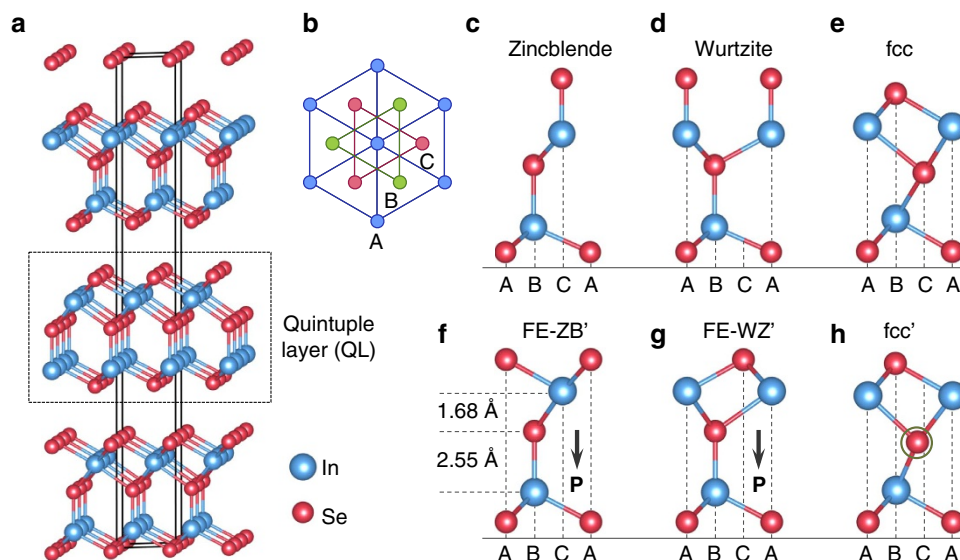 a
b
c
d
e
Zincblende
Wurtzite
fcc
C
B
A
A B C A
A B C A
A B C A
Quintuple
layer (QL)
In
Se
f
g
h
FE-ZB’
FE-WZ’
fcc’
1.68 Å
2.55 Å
P
P
A B C A
A B C A
A B C A